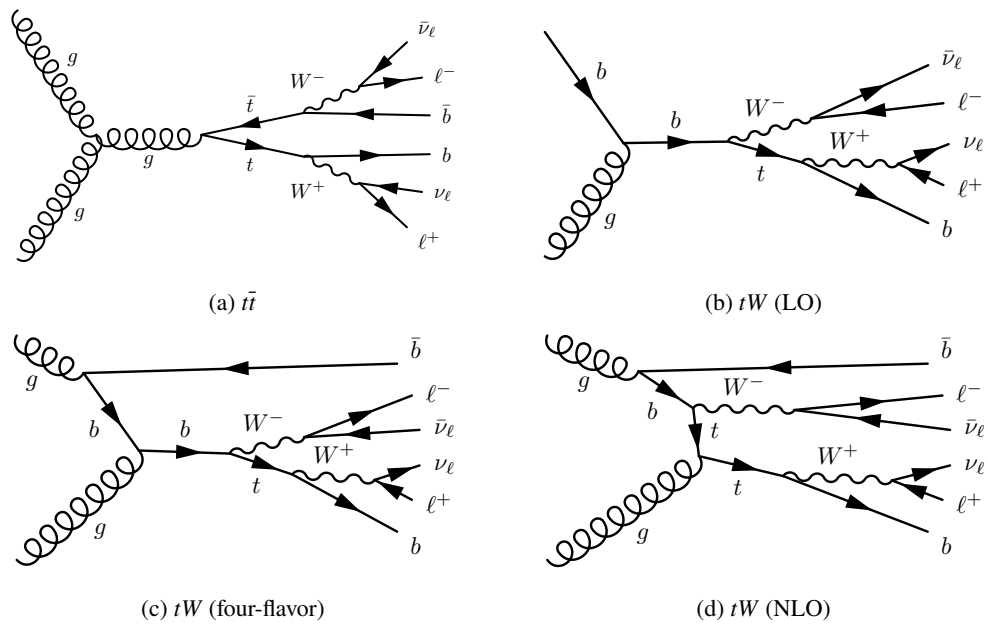 g
g
g
t̄
t
W⁻
W⁺
ν̄ℓ
ℓ⁻
b̄
b
νℓ
ℓ⁺
(a) tt̄
b
g
b
W⁻
t
W⁺
ν̄ℓ
ℓ⁻
νℓ
ℓ⁺
b
(b) tW (LO)
g
b
g
b
W⁻
t
W⁺
b̄
ℓ⁻
ν̄ℓ
νℓ
ℓ⁺
b
(c) tW (four-flavor)
g
b
W⁻
t
g
t
W⁺
b̄
ℓ⁻
ν̄ℓ
νℓ
ℓ⁺
b
(d) tW (NLO)